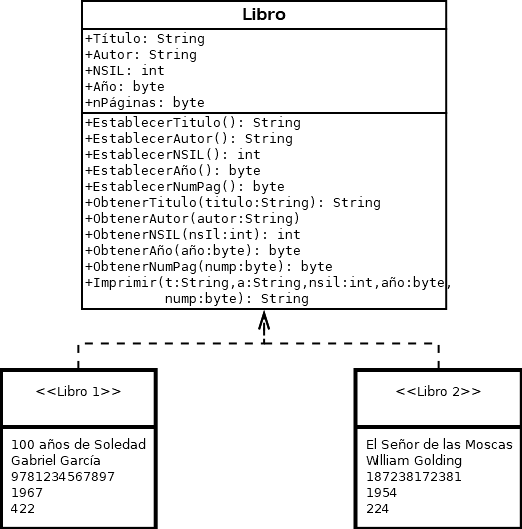 Libro
+Título: String
+Autor: String
+NSIL: int
+Año: byte
+nPáginas: byte
+EstablecerTitulo(): String
+EstablecerAutor(): String
+EstablecerNSIL(): int
+EstablecerAño(): byte
+EstablecerNumPag(): byte
+ObtenerTitulo(titulo:String): String
+ObtenerAutor(autor:String)
+ObtenerNSIL(nsIl:int): int
+ObtenerAño(año:byte): byte
+ObtenerNumPag(nump:byte): byte
+Imprimir(t:String,a:String,nsil:int,año:byte,
nump:byte): String
<<Libro 1>>
100 años de Soledad
Gabriel García
9781234567897
1967
422
<<Libro 2>>
El Señor de las Moscas
William Golding
187238172381
1954
224